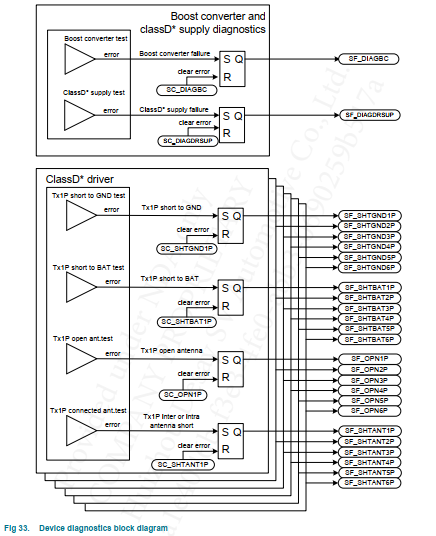 Boost converter and
classD* supply diagnostics
Boost converter test
error
Boost converter failure
S Q
R
clear error
SC_DIAGBC
SF_DIAGBC
ClassD* supply test
error
ClassD* supply failure
S Q
R
clear error
SC_DIAGDRSUP
SF_DIAGDRSUP
ClassD* driver
Tx1P short to GND test
error
Tx1P short to GND
S Q
R
clear error
SC_SHTGND1P
SF_SHTGND1P
SF_SHTGND2P
SF_SHTGND3P
SF_SHTGND4P
SF_SHTGND5P
SF_SHTGND6P
Tx1P short to BAT test
error
Tx1P short to BAT
S Q
R
clear error
SC_SHTBAT1P
SF_SHTBAT1P
SF_SHTBAT2P
SF_SHTBAT3P
SF_SHTBAT4P
SF_SHTBAT5P
SF_SHTBAT6P
Tx1P open ant.test
error
Tx1P open antenna
S Q
R
clear error
SC_OPN1P
SF_OPN1P
SF_OPN2P
SF_OPN3P
SF_OPN4P
SF_OPN5P
SF_OPN6P
Tx1P connected ant.test
error
Tx1P Inter or Intra
antenna short
S Q
R
clear error
SC_SHTANT1P
SF_SHTANT1P
SF_SHTANT2P
SF_SHTANT3P
SF_SHTANT4P
SF_SHTANT5P
SF_SHTANT6P
Fig 33. Device diagnostics block diagram